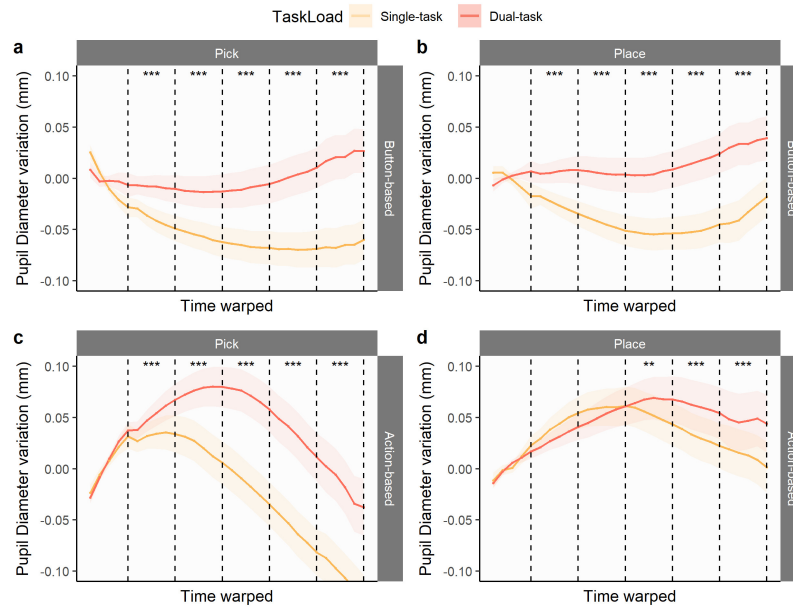 TaskLoad Single-task Dual-task
a
b
Pick
Place
Pupil Diameter variation (mm)
0.10
0.05
0.00
-0.05
-0.10
*** *** *** *** ***
Button-based
Time warped
Pupil Diameter variation (mm)
0.10
0.05
0.00
-0.05
-0.10
*** *** *** *** ***
Button-based
Time warped
c
d
Pick
Place
Pupil Diameter variation (mm)
0.10
0.05
0.00
-0.05
-0.10
*** *** *** *** ***
Action-based
Time warped
Pupil Diameter variation (mm)
0.10
0.05
0.00
-0.05
-0.10
** *** ***
Action-based
Time warped